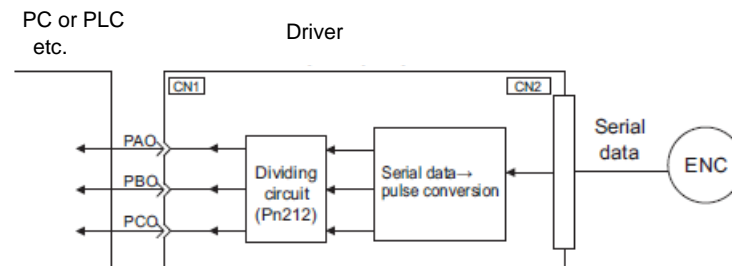 PC or PLC
etc.
Driver
CN1
CN2
PAO
PBO
PCO
Dividing
circuit
(Pn212)
Serial data→
pulse conversion
Serial
data
ENC